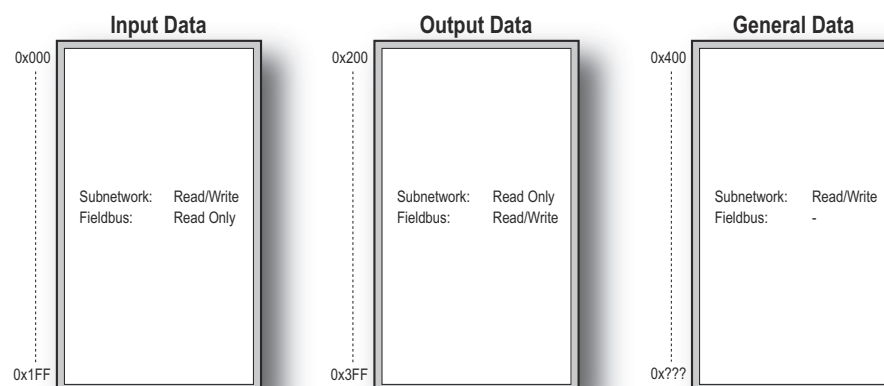 Input Data
0x000
Subnetwork: Read/Write
Fieldbus: Read Only
0x1FF
Output Data
0x200
Subnetwork: Read Only
Fieldbus: Read/Write
0x3FF
General Data
0x400
Subnetwork: Read/Write
Fieldbus: -
0x???